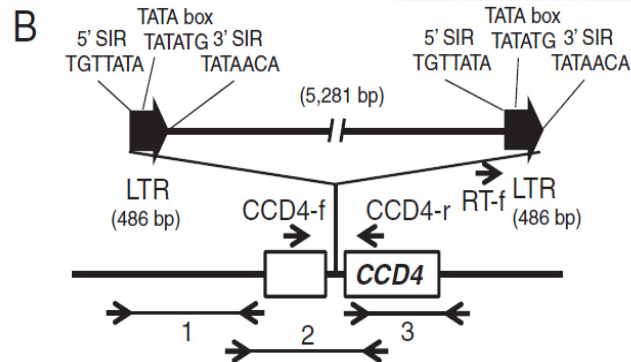 B
TATA box
5' SIR TATATG 3' SIR
TGTTATA TATAACA
TATA box
5' SIR TATATG 3' SIR
TGTTATA TATAACA
(5,281 bp)
LTR
(486 bp)
RT-f LTR
(486 bp)
CCD4-f CCD4-r
CCD4
1
2
3